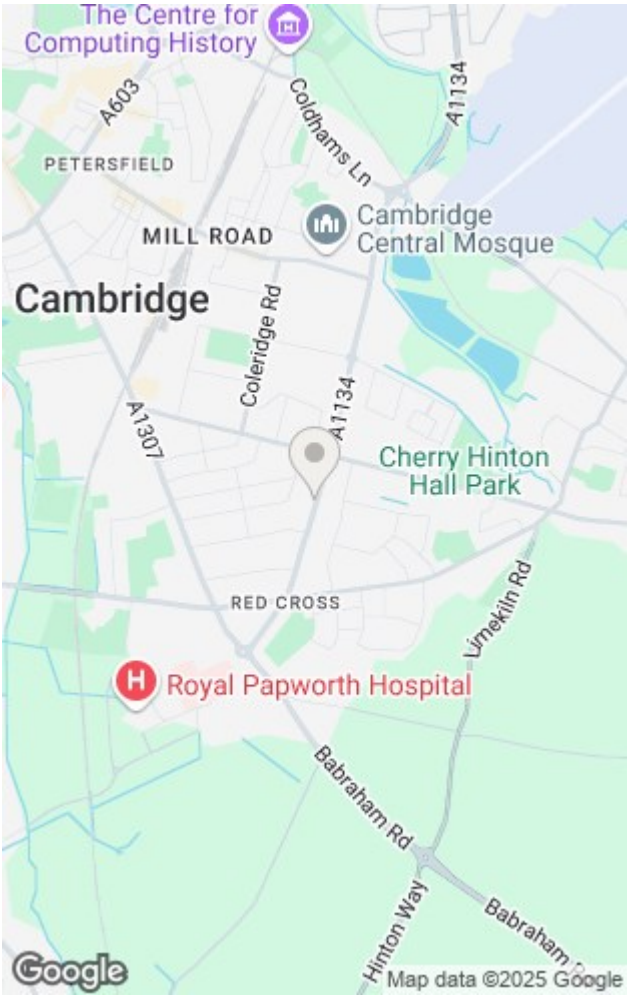 The Centre for
Computing History
A603
A1134
Coldhams Ln
PETERSFIELD
MILL ROAD
Cambridge
Central Mosque
Cambridge
Coleridge Rd
A1134
A1307
Cherry Hinton
Hall Park
RED CROSS
Limekiln Rd
H
Royal Papworth Hospital
Babraham Rd
Hinton Way
Babraham
Google
Map data ©2025 Google